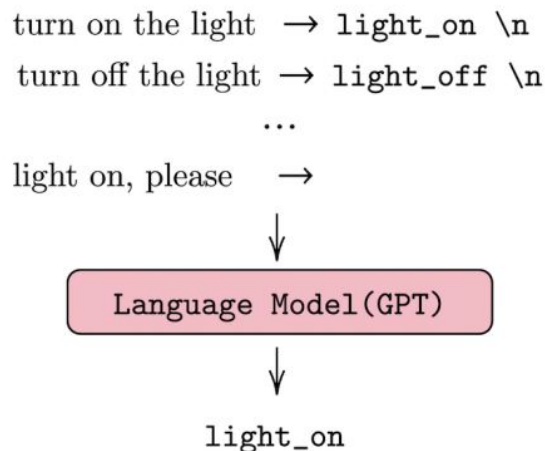 turn on the light → light_on \n
turn off the light → light_off \n
...
light on, please →
Language Model(GPT)
light_on